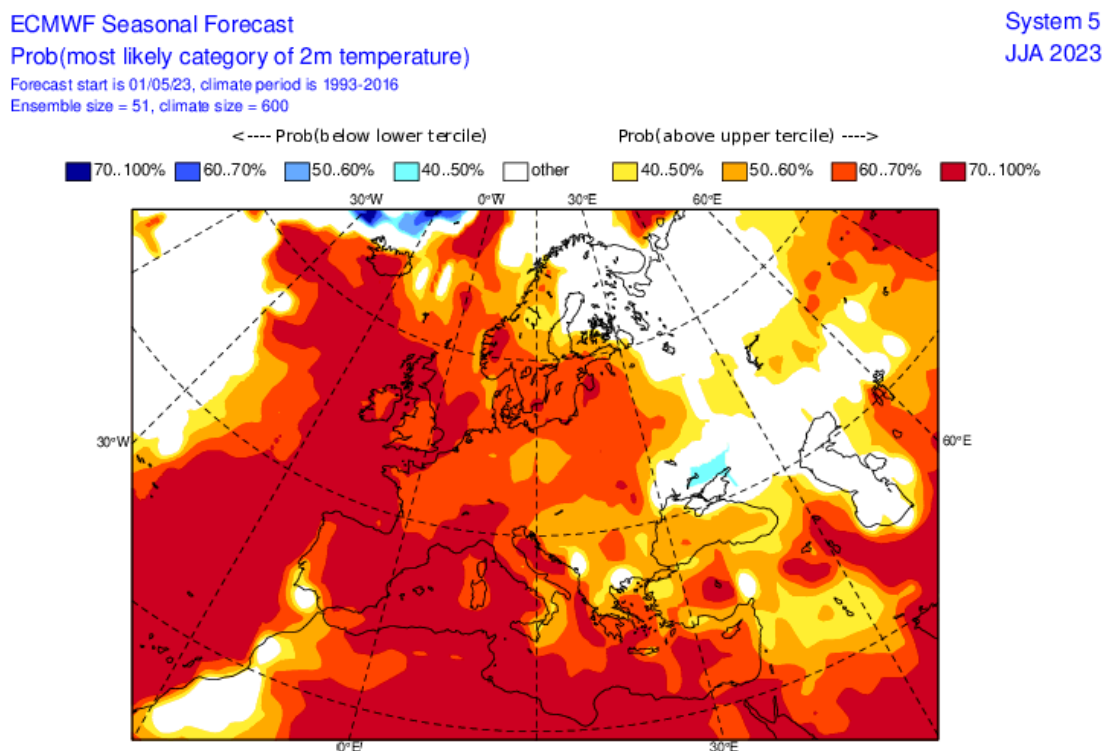 ECMWF Seasonal Forecast
System 5
Prob(most likely category of 2m temperature)
JJA 2023
Forecast start is 01/05/23, climate period is 1993-2016
Ensemble size = 51, climate size = 600
<---- Prob(below lower tercile)
Prob(above upper tercile) ---->
70..100% 60..70% 50..60% 40..50% other 40..50% 50..60% 60..70% 70..100%
30°W 0°W 30°E 60°E
30°W
60°E
0°E
30°E